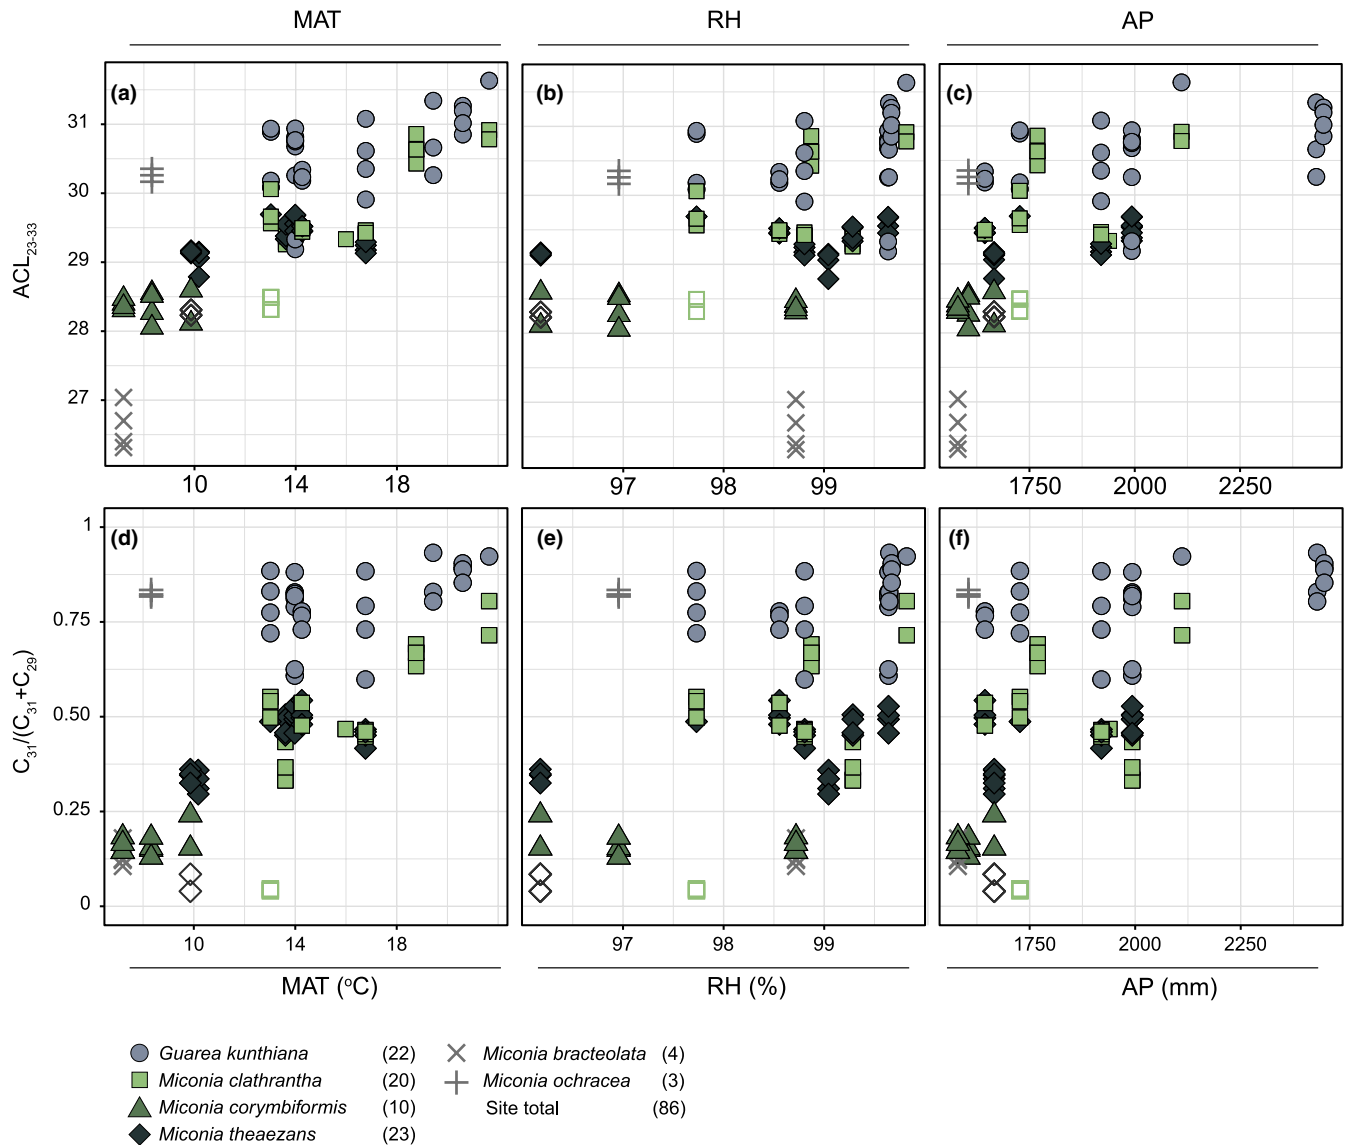 MAT RH AP
(a) (b) (c)
31
30
29
28
27
ACL23-33
10 14 18 97 98 99 1750 2000 2250
(d) (e) (f)
1
0.75
0.50
0.25
0
C31/(C31+C29)
10 14 18 97 98 99 1750 2000 2250
MAT (°C) RH (%) AP (mm)
Guarea kunthiana (22) Miconia bracteolata (4)
Miconia clathrantha (20) Miconia ochracea (3)
Miconia corymbiformis (10) Site total (86)
Miconia theaezans (23)